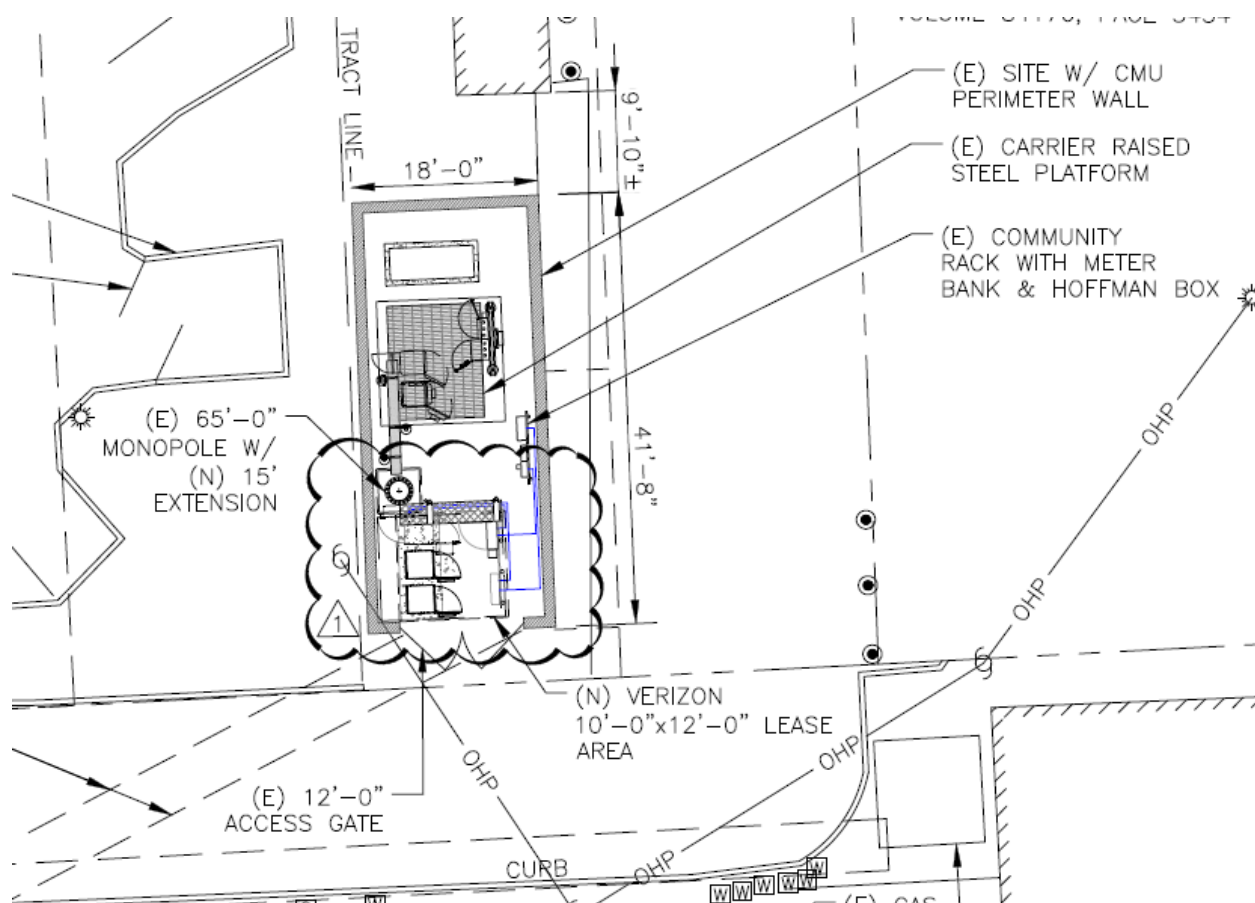 VOLUME
TRACT LINE
9'-10"±
(E) SITE W/ CMU
PERIMETER WALL
18'-0"
(E) CARRIER RAISED
STEEL PLATFORM
(E) COMMUNITY
RACK WITH METER
BANK & HOFFMAN BOX
OHP
(E) 65'-0"
MONOPOLE W/
(N) 15'
EXTENSION
41'-8"
OHP
1
(N) VERIZON
10'-0"x12'-0" LEASE
AREA
OHP
OHP
(E) 12'-0"
ACCESS GATE
CURB
OHP
W
W
W
W
W
W
W
W
(E) GAS